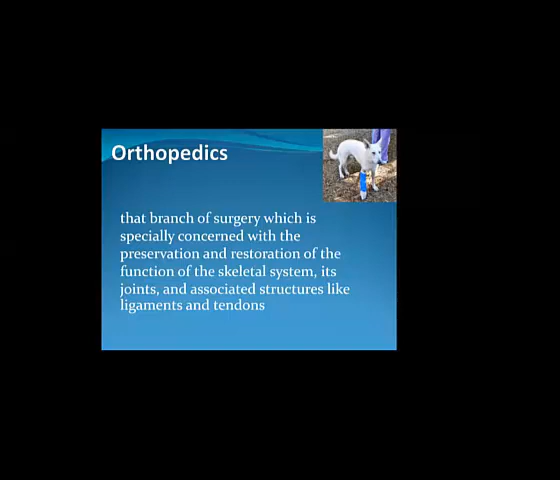 Orthopedics
that branch of surgery which is
specially concerned with the
preservation and restoration of the
function of the skeletal system, its
joints, and associated structures like
ligaments and tendons